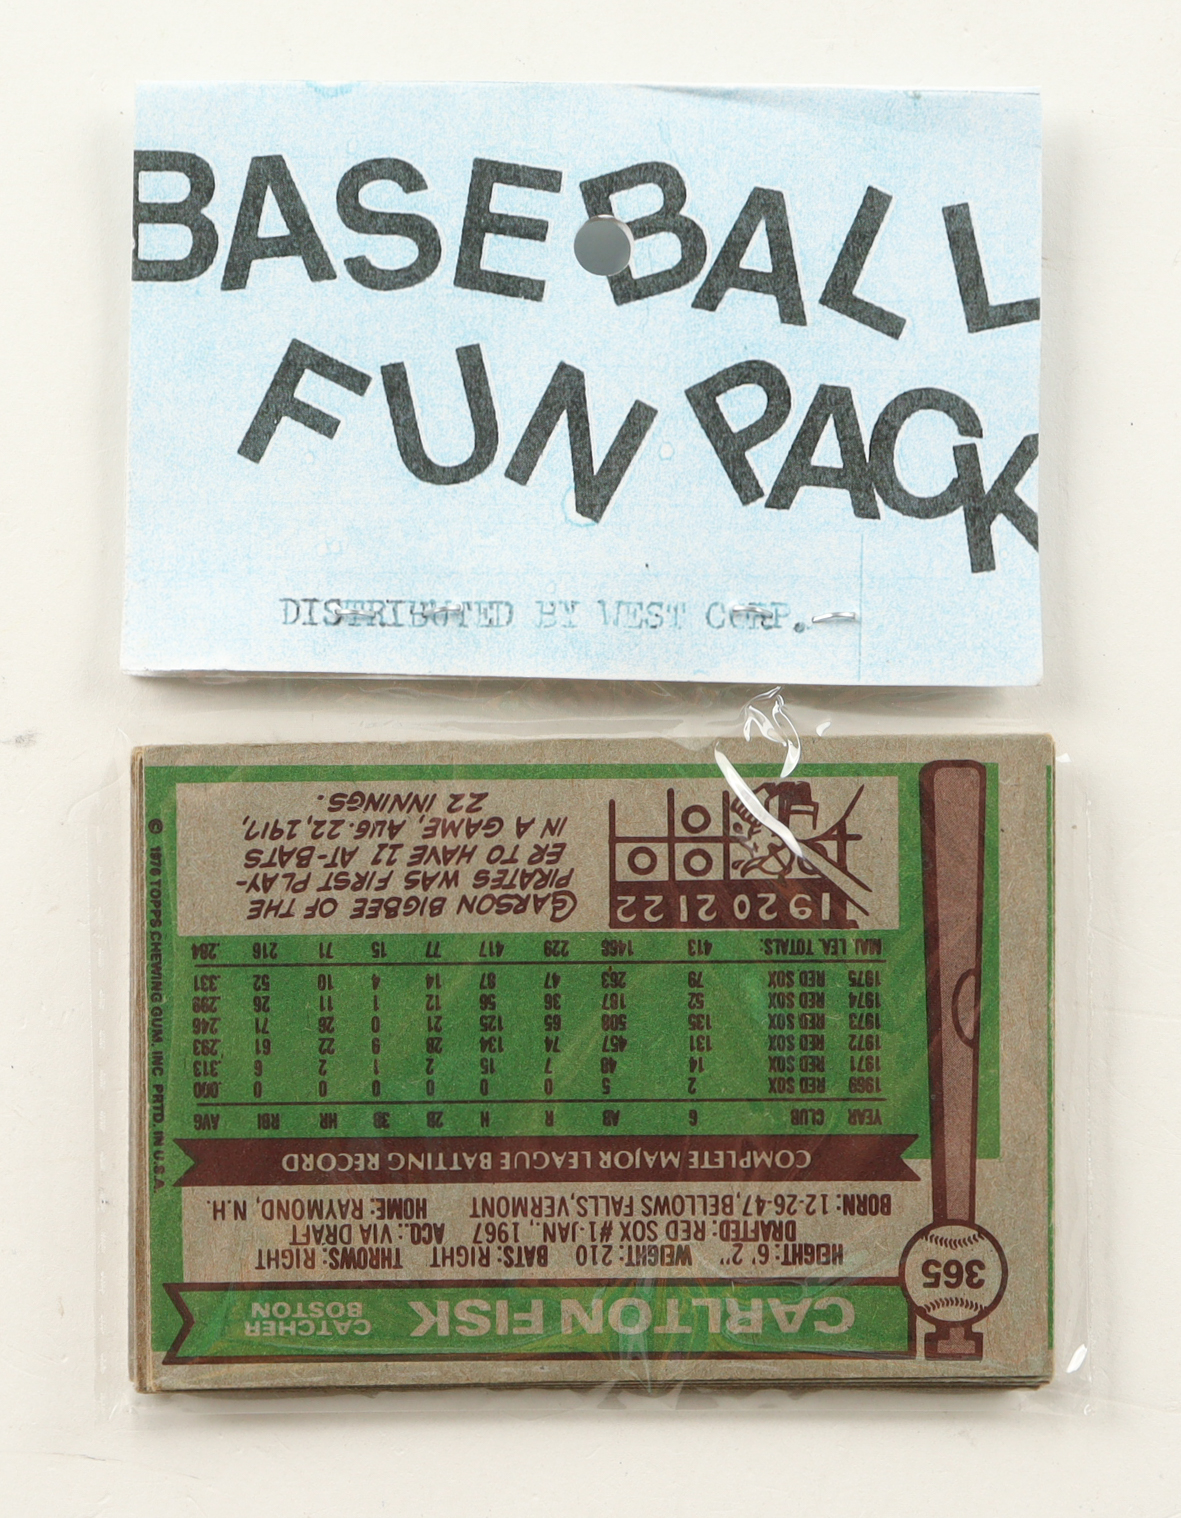 BASEBALL
FUN PACK
DISTRIBUTED BY WEST CORP.
365
CARLTON FISK
BOSTON
CATCHER
HEIGHT: 6' 2" WEIGHT: 210 BATS: RIGHT THROWS: RIGHT
DRAFTED: RED SOX #1-JAN., 1967 ACQ.: VIA DRAFT
BORN: 12-26-47, BELLOWS FALLS, VERMONT HOME: RAYMOND, N.H.
COMPLETE MAJOR LEAGUE BATTING RECORD
YEAR CLUB G AB R H 2B 3B HR RBI AVG
1969 RED SOX 2 5 0 0 0 0 0 0 .000
1971 RED SOX 14 48 7 15 2 1 2 6 .313
1972 RED SOX 131 457 74 134 28 9 22 61 .293
1973 RED SOX 135 508 65 125 21 0 26 71 .246
1974 RED SOX 52 187 36 56 12 1 11 26 .299
1975 RED SOX 79 263 47 87 14 4 10 52 .331
MAJ. LEA. TOTALS: 413 1468 229 417 77 15 71 216 .284
19 20 21 22
CARSON BIGBEE OF THE
PIRATES WAS FIRST PLAY-
ER TO HAVE 11 AT-BATS
IN A GAME, AUG. 22, 1917,
22 INNINGS.
© 1976 TOPPS CHEWING GUM, INC. PRTD. IN U.S.A.